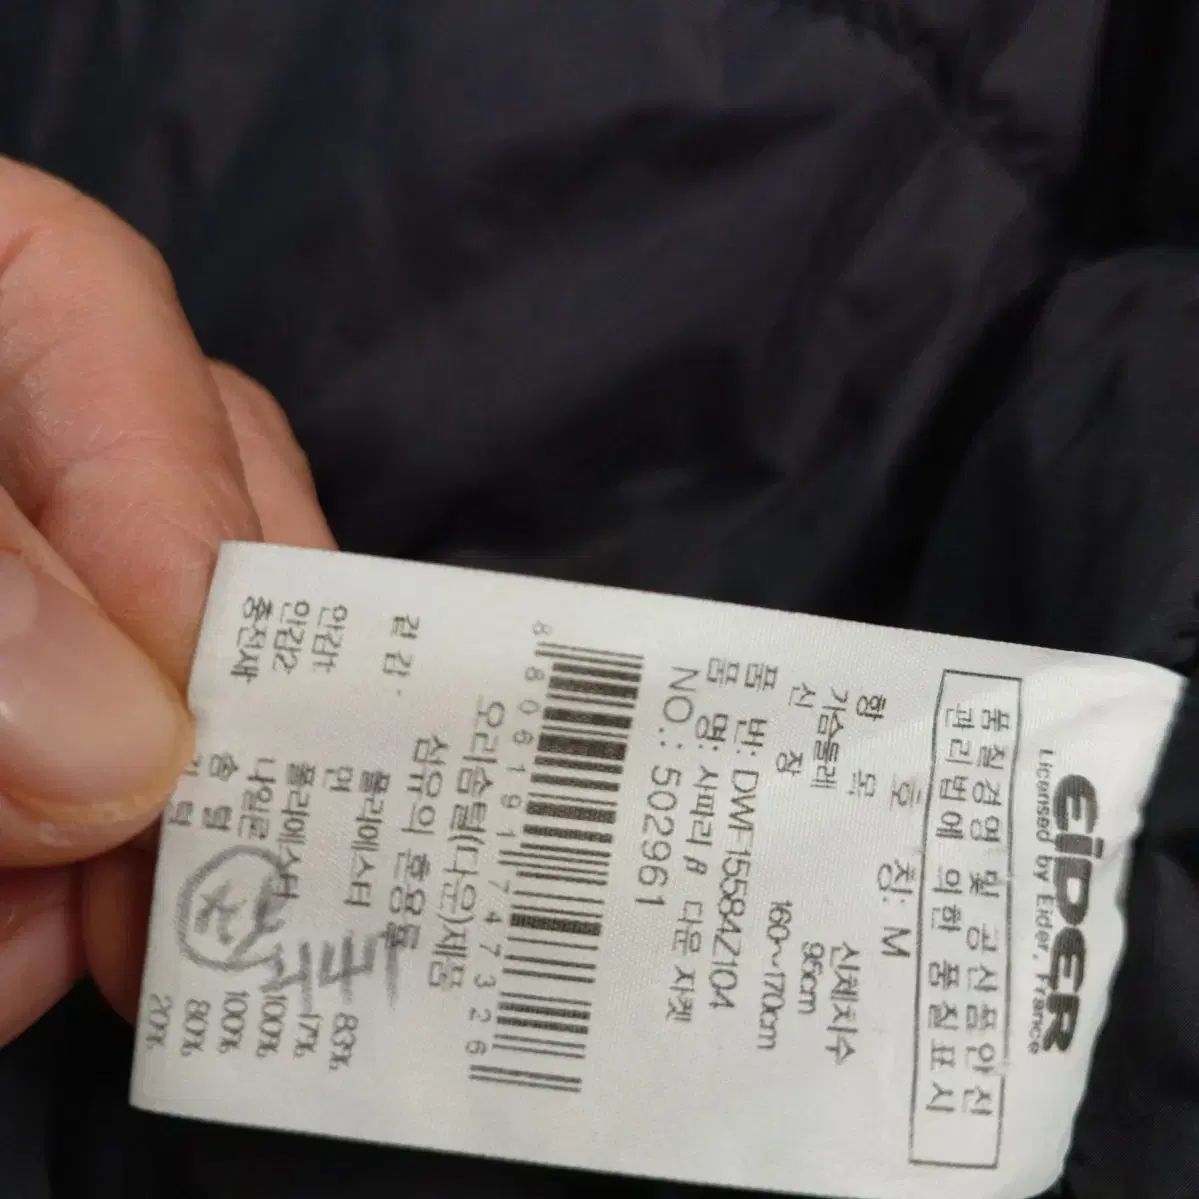 EiDER
Licensed by Eider, France
품질경영 및 공산품안전
관리법에 의한 품질표시
호 칭: M
항 목 신체치수
가슴둘레 95cm
신 장 160~170cm
품 번: DWF15584Z104
품 명: 사파리 β 다운 자켓
NO.: 502961
8 806191 747326
오리솜털(다운)제품
섬유의 혼용률
겉감: 폴리에스터 83%
면 17%
안감1 폴리에스터 100%
안감2 나일론 100%
충전재 솜털 80%
깃털 20%